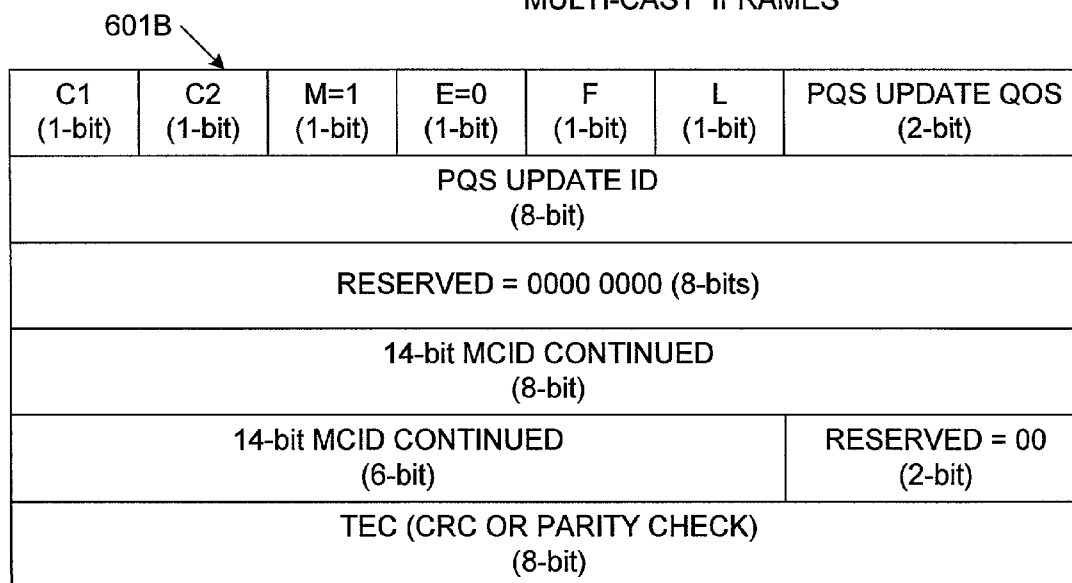 MULTI-CAST IFRAMES
601B
C1 C2 M=1 E=0 F L PQS UPDATE QOS
(1-bit) (1-bit) (1-bit) (1-bit) (1-bit) (1-bit) (2-bit)
PQS UPDATE ID
(8-bit)
RESERVED = 0000 0000 (8-bits)
14-bit MCID CONTINUED
(8-bit)
14-bit MCID CONTINUED RESERVED = 00
(6-bit) (2-bit)
TEC (CRC OR PARITY CHECK)
(8-bit)